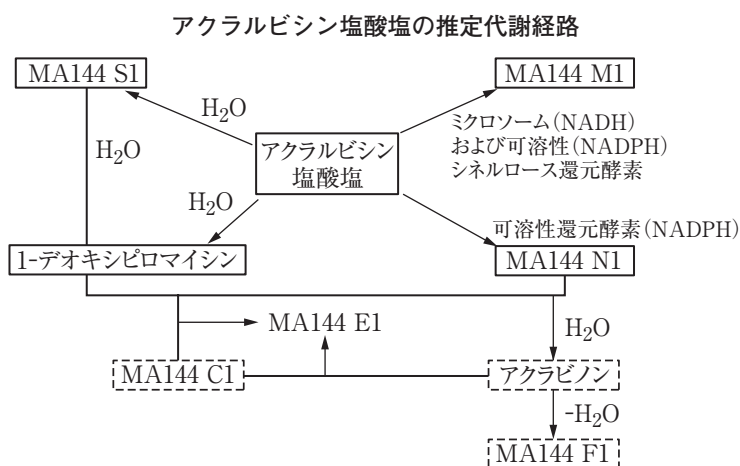 アクラルビシン塩酸塩の推定代謝経路
MA144 S1
MA144 M1
H₂O
H₂O
アクラルビシン
塩酸塩
ミクロソーム(NADH)
および可溶性(NADPH)
シネルロース還元酵素
H₂O
可溶性還元酵素(NADPH)
1-デオキシピロマイシン
MA144 N1
MA144 E1
H₂O
MA144 C1
アクラビノン
-H₂O
MA144 F1